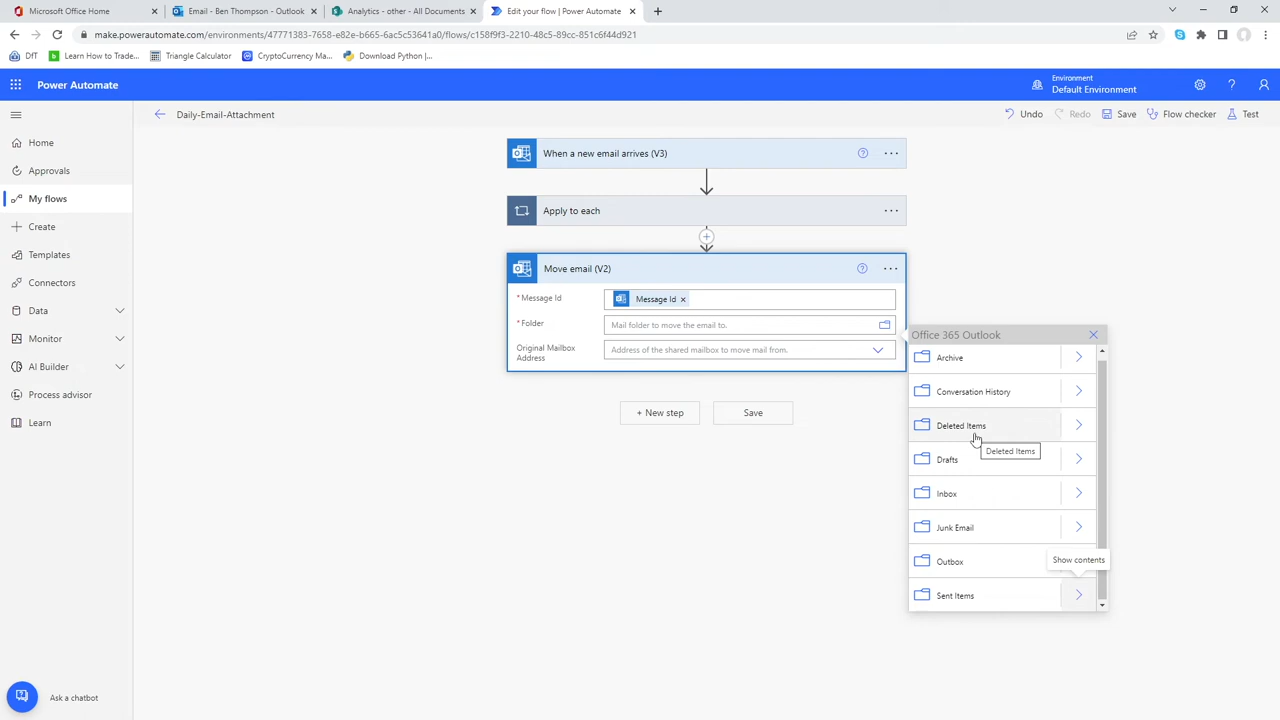 Microsoft Office Home
Email - Ben Thompson - Outlook
Analytics - other - All Documents
Edit your flow | Power Automate
make.powerautomate.com/environments/47771383-7658-e82e-b665-6ac5c53641a0/flows/c158f9f3-2210-48c5-89cc-851c6f44d921
DfT
Learn How to Trade...
Triangle Calculator
CryptoCurrency Ma...
Download Python |...
Power Automate
Environment
Default Environment
Daily-Email-Attachment
Undo
Redo
Save
Flow checker
Test
Home
Approvals
My flows
Create
Templates
Connectors
Data
Monitor
AI Builder
Process advisor
Learn
Ask a chatbot
When a new email arrives (V3)
Apply to each
Move email (V2)
* Message Id
Message Id
* Folder
Mail folder to move the email to.
Original Mailbox
Address
Address of the shared mailbox to move mail from.
+ New step
Save
Office 365 Outlook
Archive
Conversation History
Deleted Items
Deleted Items
Drafts
Inbox
Junk Email
Outbox
Show contents
Sent Items